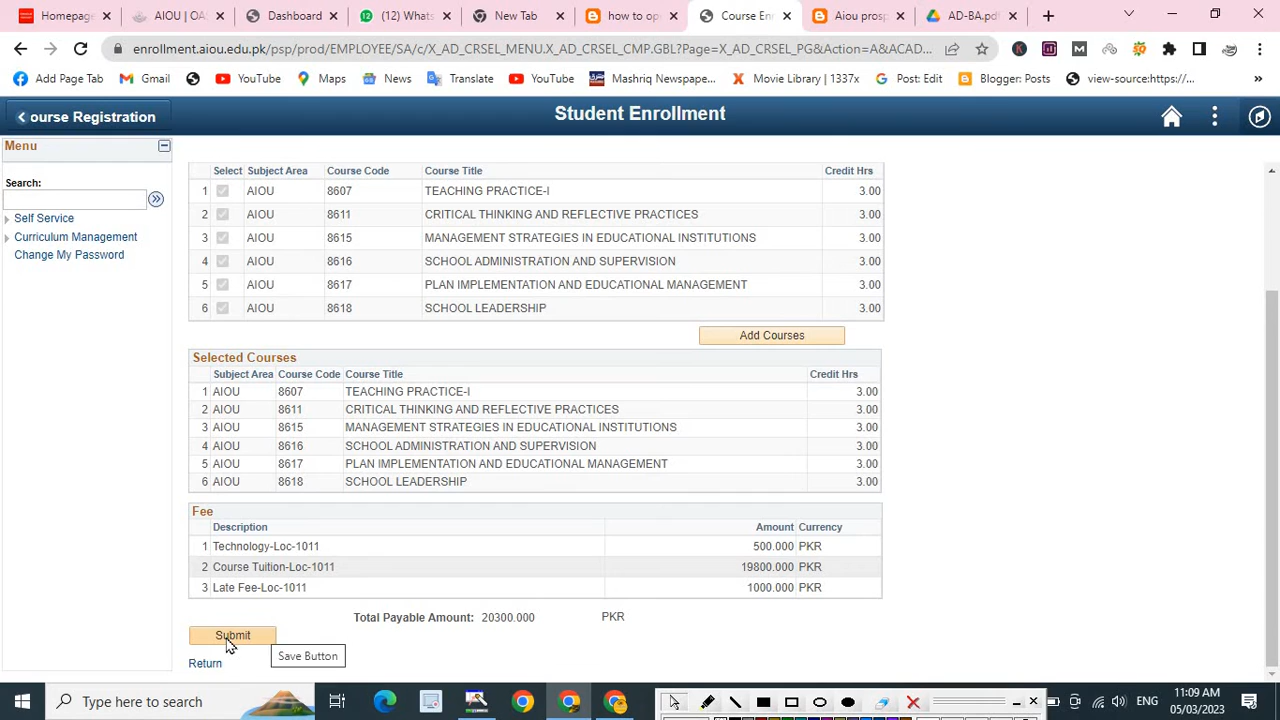 Homepage
AIOU | O
Dashboard
(12) Whats
New Tab
how to op
Course Enr
Aiou prosp
AD-BA.pdf
enrollment.aiou.edu.pk/psp/prod/EMPLOYEE/SA/c/X_AD_CRSEL_MENU.X_AD_CRSEL_CMP.GBL?Page=X_AD_CRSEL_PG&Action=A&ACAD...
Add Page Tab Gmail YouTube Maps News Translate YouTube Mashriq Newspape... Movie Library | 1337x Post: Edit Blogger: Posts view-source:https://...
ourse Registration
Student Enrollment
Menu
Search:
Self Service
Curriculum Management
Change My Password
Select Subject Area Course Code Course Title Credit Hrs
1 AIOU 8607 TEACHING PRACTICE-I 3.00
2 AIOU 8611 CRITICAL THINKING AND REFLECTIVE PRACTICES 3.00
3 AIOU 8615 MANAGEMENT STRATEGIES IN EDUCATIONAL INSTITUTIONS 3.00
4 AIOU 8616 SCHOOL ADMINISTRATION AND SUPERVISION 3.00
5 AIOU 8617 PLAN IMPLEMENTATION AND EDUCATIONAL MANAGEMENT 3.00
6 AIOU 8618 SCHOOL LEADERSHIP 3.00
Add Courses
Selected Courses
Subject Area Course Code Course Title Credit Hrs
1 AIOU 8607 TEACHING PRACTICE-I 3.00
2 AIOU 8611 CRITICAL THINKING AND REFLECTIVE PRACTICES 3.00
3 AIOU 8615 MANAGEMENT STRATEGIES IN EDUCATIONAL INSTITUTIONS 3.00
4 AIOU 8616 SCHOOL ADMINISTRATION AND SUPERVISION 3.00
5 AIOU 8617 PLAN IMPLEMENTATION AND EDUCATIONAL MANAGEMENT 3.00
6 AIOU 8618 SCHOOL LEADERSHIP 3.00
Fee
Description Amount Currency
1 Technology-Loc-1011 500.000 PKR
2 Course Tuition-Loc-1011 19800.000 PKR
3 Late Fee-Loc-1011 1000.000 PKR
Total Payable Amount: 20300.000 PKR
Submit
Save Button
Return
Type here to search
ENG
11:09 AM
05/03/2023